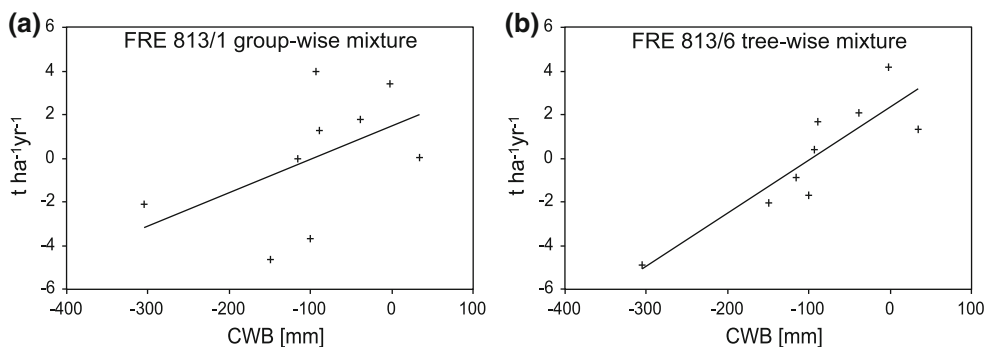 (a)
FRE 813/1 group-wise mixture
t ha⁻¹yr⁻¹
6
4
2
0
-2
-4
-6
-400 -300 -200 -100 0 100
CWB [mm]
(b)
FRE 813/6 tree-wise mixture
t ha⁻¹yr⁻¹
6
4
2
0
-2
-4
-6
-400 -300 -200 -100 0 100
CWB [mm]